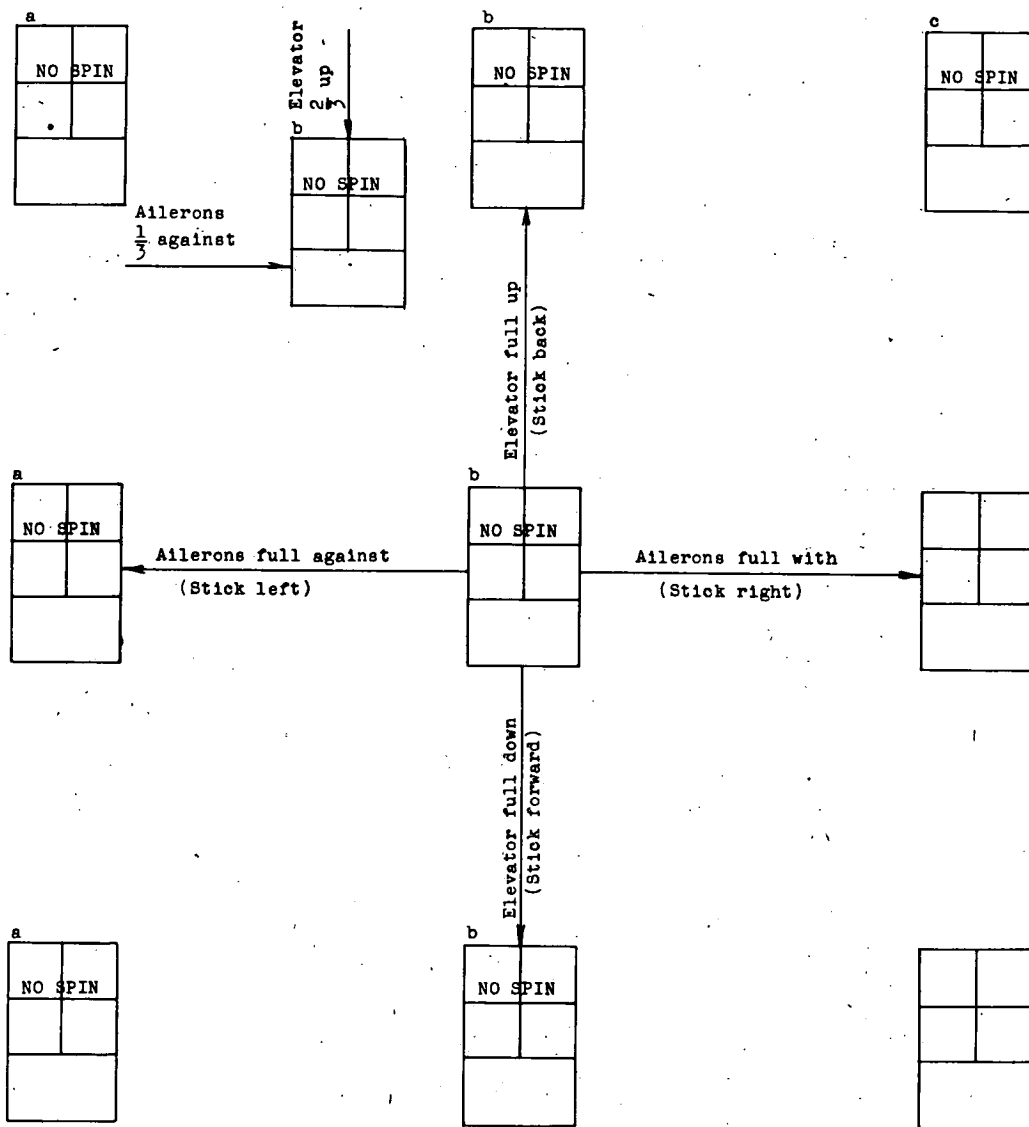 a
NO SPIN
Elevator
2/3 up
b
NO SPIN
b
NO SPIN
c
NO SPIN
Ailerons
1/3 against
Elevator full up
(Stick back)
a
NO SPIN
Ailerons full against
(Stick left)
b
NO SPIN
Ailerons full with
(Stick right)
Elevator full down
(Stick forward)
a
NO SPIN
b
NO SPIN